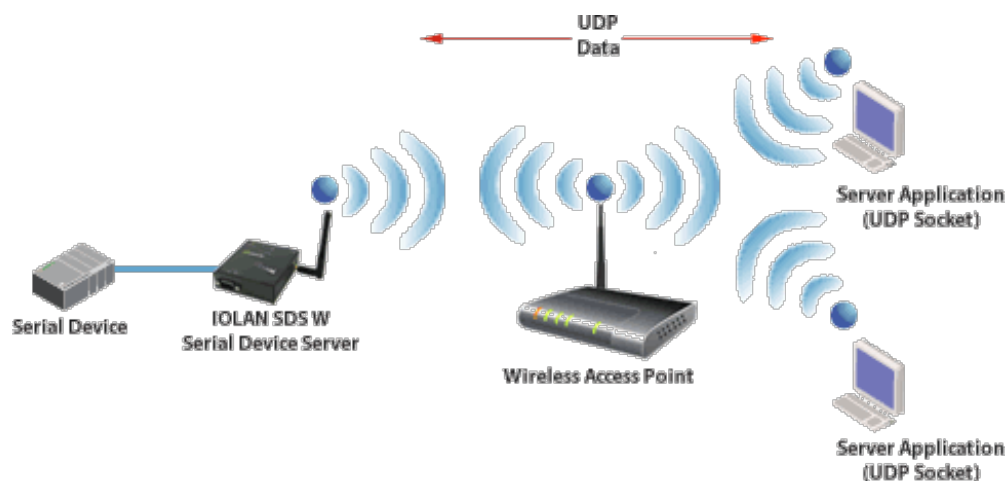 UDP
Data
Server Application
(UDP Socket)
Serial Device
IOLAN SDS W
Serial Device Server
Wireless Access Point
Server Application
(UDP Socket)